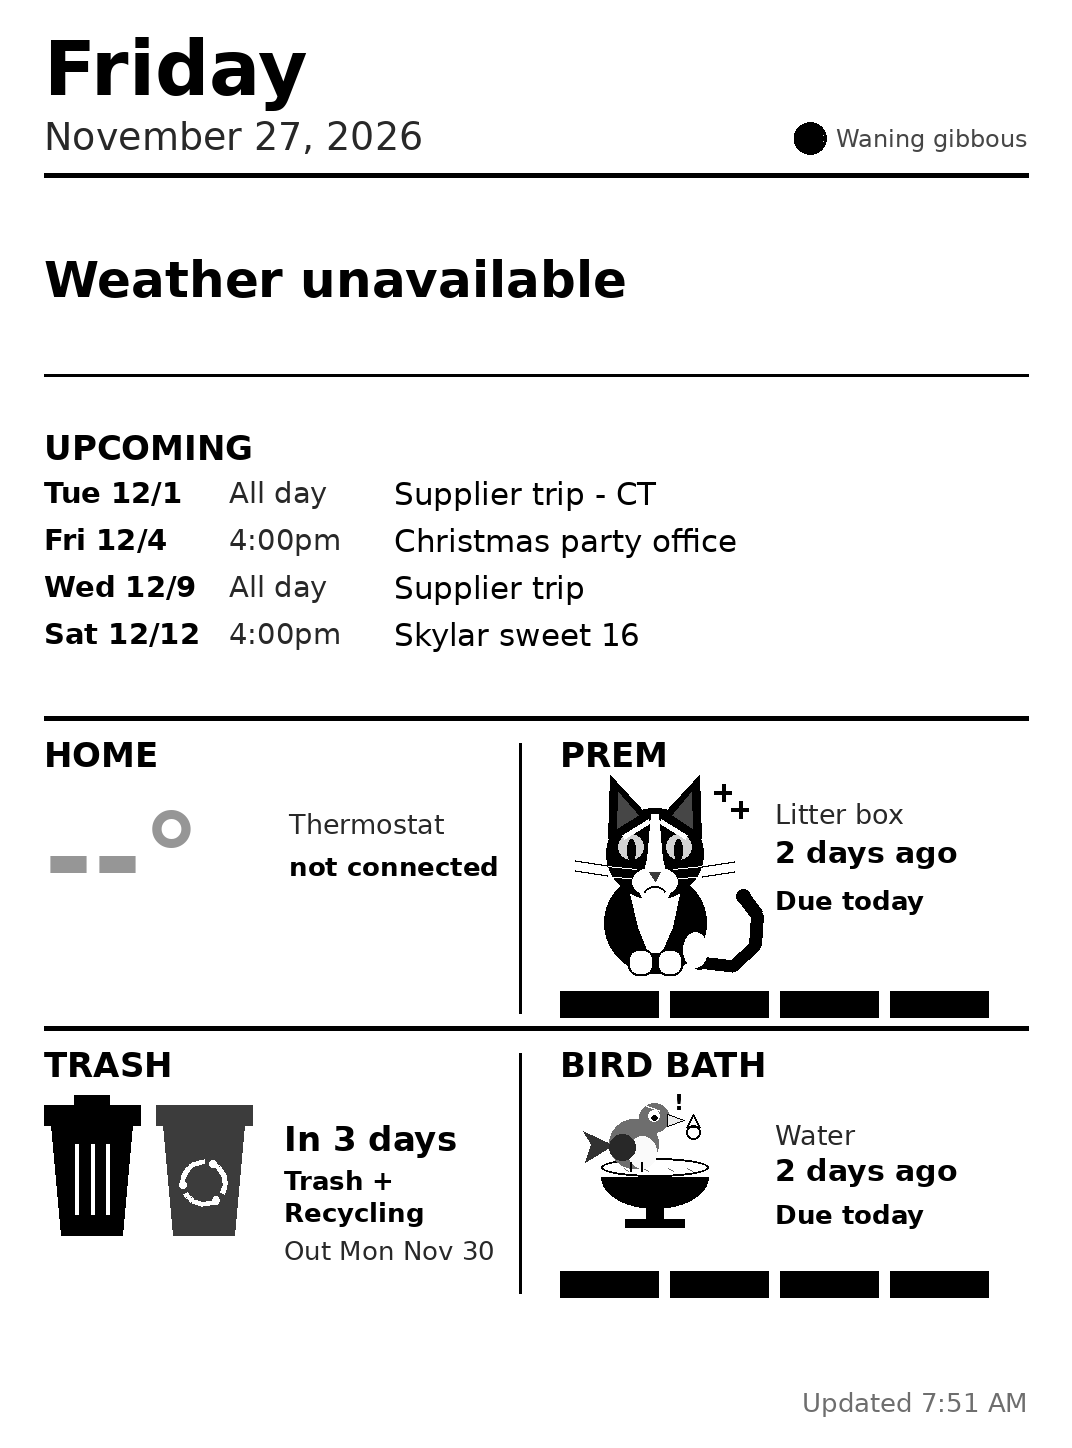 Friday
November 27, 2026
Waning gibbous
Weather unavailable
UPCOMING
Tue 12/1 All day Supplier trip - CT
Fri 12/4 4:00pm Christmas party office
Wed 12/9 All day Supplier trip
Sat 12/12 4:00pm Skylar sweet 16
HOME
Thermostat
not connected
PREM
Litter box
2 days ago
Due today
TRASH
In 3 days
Trash +
Recycling
Out Mon Nov 30
BIRD BATH
!
Water
2 days ago
Due today
Updated 7:51 AM